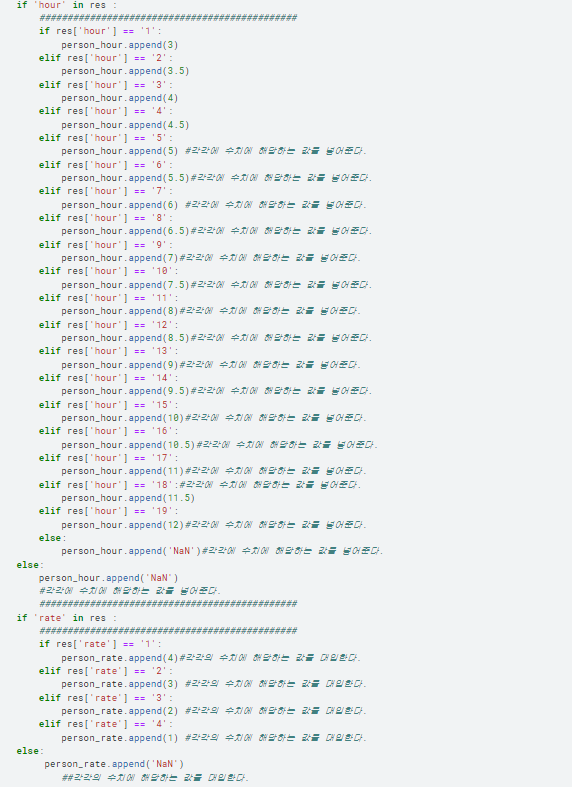 if 'hour' in res :
##############################################
if res['hour'] == '1':
person_hour.append(3)
elif res['hour'] == '2':
person_hour.append(3.5)
elif res['hour'] == '3':
person_hour.append(4)
elif res['hour'] == '4':
person_hour.append(4.5)
elif res['hour'] == '5':
person_hour.append(5) #각각에 수치에 해당하는 값를 넣어준다.
elif res['hour'] == '6':
person_hour.append(5.5)#각각에 수치에 해당하는 값를 넣어준다.
elif res['hour'] == '7':
person_hour.append(6) #각각에 수치에 해당하는 값를 넣어준다.
elif res['hour'] == '8':
person_hour.append(6.5)#각각에 수치에 해당하는 값를 넣어준다.
elif res['hour'] == '9':
person_hour.append(7)#각각에 수치에 해당하는 값를 넣어준다.
elif res['hour'] == '10':
person_hour.append(7.5)#각각에 수치에 해당하는 값를 넣어준다.
elif res['hour'] == '11':
person_hour.append(8)#각각에 수치에 해당하는 값를 넣어준다.
elif res['hour'] == '12':
person_hour.append(8.5)#각각에 수치에 해당하는 값를 넣어준다.
elif res['hour'] == '13':
person_hour.append(9)#각각에 수치에 해당하는 값를 넣어준다.
elif res['hour'] == '14':
person_hour.append(9.5)#각각에 수치에 해당하는 값를 넣어준다.
elif res['hour'] == '15':
person_hour.append(10)#각각에 수치에 해당하는 값를 넣어준다.
elif res['hour'] == '16':
person_hour.append(10.5)#각각에 수치에 해당하는 값를 넣어준다.
elif res['hour'] == '17':
person_hour.append(11)#각각에 수치에 해당하는 값를 넣어준다.
elif res['hour'] == '18':#각각에 수치에 해당하는 값를 넣어준다.
person_hour.append(11.5)
elif res['hour'] == '19':
person_hour.append(12)#각각에 수치에 해당하는 값를 넣어준다.
else:
person_hour.append('NaN')#각각에 수치에 해당하는 값를 넣어준다.
else:
person_hour.append('NaN')
#각각에 수치에 해당하는 값를 넣어준다.
##############################################
if 'rate' in res :
##############################################
if res['rate'] == '1':
person_rate.append(4)#각각의 수치에 해당하는 값를 대입한다.
elif res['rate'] == '2':
person_rate.append(3) #각각의 수치에 해당하는 값를 대입한다.
elif res['rate'] == '3':
person_rate.append(2) #각각의 수치에 해당하는 값를 대입한다.
elif res['rate'] == '4':
person_rate.append(1) #각각의 수치에 해당하는 값를 대입한다.
else:
person_rate.append('NaN')
##각각의 수치에 해당하는 값를 대입한다.